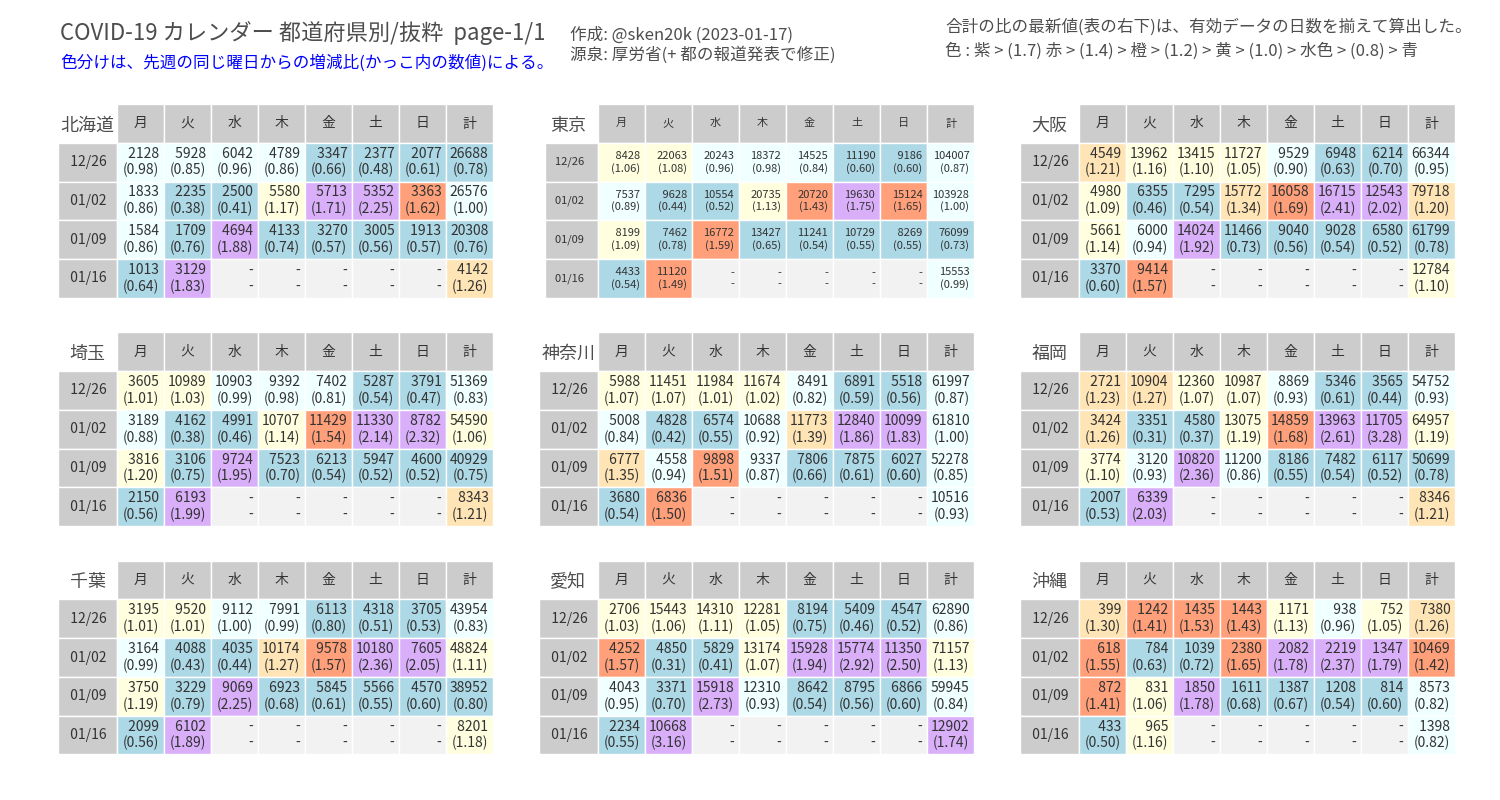 COVID-19 カレンダー 都道府県別/抜粋 page-1/1
色分けは、先週の同じ曜日からの増減比(かっこ内の数値)による。
作成: @sken20k (2023-01-17)
源泉: 厚労省(+ 都の報道発表で修正)
合計の比の最新値(表の右下)は、有効データの日数を揃えて算出した。
色 : 紫 > (1.7) 赤 > (1.4) > 橙 > (1.2) > 黄 > (1.0) > 水色 > (0.8) > 青
北海道 月 火 水 木 金 土 日 計
12/26 2128 5928 6042 4789 3347 2377 2077 26688
(0.98) (0.85) (0.96) (0.86) (0.66) (0.48) (0.61) (0.78)
01/02 1833 2235 2500 5580 5713 5352 3363 26576
(0.86) (0.38) (0.41) (1.17) (1.71) (2.25) (1.62) (1.00)
01/09 1584 1709 4694 4133 3270 3005 1913 20308
(0.86) (0.76) (1.88) (0.74) (0.57) (0.56) (0.57) (0.76)
01/16 1013 3129 - - - - - 4142
(0.64) (1.83) - - - - - (1.26)
東京 月 火 水 木 金 土 日 計
12/26 8428 22063 20243 18372 14525 11190 9186 104007
(1.06) (1.08) (0.96) (0.98) (0.84) (0.60) (0.60) (0.87)
01/02 7537 9628 10554 20735 20720 19630 15124 103928
(0.89) (0.44) (0.52) (1.13) (1.43) (1.75) (1.65) (1.00)
01/09 8199 7462 16772 13427 11241 10729 8269 76099
(1.09) (0.78) (1.59) (0.65) (0.54) (0.55) (0.55) (0.73)
01/16 4433 11120 - - - - - 15553
(0.54) (1.49) - - - - - (0.99)
大阪 月 火 水 木 金 土 日 計
12/26 4549 13962 13415 11727 9529 6948 6214 66344
(1.21) (1.16) (1.10) (1.05) (0.90) (0.63) (0.70) (0.95)
01/02 4980 6355 7295 15772 16058 16715 12543 79718
(1.09) (0.46) (0.54) (1.34) (1.69) (2.41) (2.02) (1.20)
01/09 5661 6000 14024 11466 9040 9028 6580 61799
(1.14) (0.94) (1.92) (0.73) (0.56) (0.54) (0.52) (0.78)
01/16 3370 9414 - - - - - 12784
(0.60) (1.57) - - - - - (1.10)
埼玉 月 火 水 木 金 土 日 計
12/26 3605 10989 10903 9392 7402 5287 3791 51369
(1.01) (1.03) (0.99) (0.98) (0.81) (0.54) (0.47) (0.83)
01/02 3189 4162 4991 10707 11429 11330 8782 54590
(0.88) (0.38) (0.46) (1.14) (1.54) (2.14) (2.32) (1.06)
01/09 3816 3106 9724 7523 6213 5947 4600 40929
(1.20) (0.75) (1.95) (0.70) (0.54) (0.52) (0.52) (0.75)
01/16 2150 6193 - - - - - 8343
(0.56) (1.99) - - - - - (1.21)
神奈川 月 火 水 木 金 土 日 計
12/26 5988 11451 11984 11674 8491 6891 5518 61997
(1.07) (1.07) (1.01) (1.02) (0.82) (0.59) (0.56) (0.87)
01/02 5008 4828 6574 10688 11773 12840 10099 61810
(0.84) (0.42) (0.55) (0.92) (1.39) (1.86) (1.83) (1.00)
01/09 6777 4558 9898 9337 7806 7875 6027 52278
(1.35) (0.94) (1.51) (0.87) (0.66) (0.61) (0.60) (0.85)
01/16 3680 6836 - - - - - 10516
(0.54) (1.50) - - - - - (0.93)
福岡 月 火 水 木 金 土 日 計
12/26 2721 10904 12360 10987 8869 5346 3565 54752
(1.23) (1.27) (1.07) (1.07) (0.93) (0.61) (0.44) (0.93)
01/02 3424 3351 4580 13075 14859 13963 11705 64957
(1.26) (0.31) (0.37) (1.19) (1.68) (2.61) (3.28) (1.19)
01/09 3774 3120 10820 11200 8186 7482 6117 50699
(1.10) (0.93) (2.36) (0.86) (0.55) (0.54) (0.52) (0.78)
01/16 2007 6339 - - - - - 8346
(0.53) (2.03) - - - - - (1.21)
千葉 月 火 水 木 金 土 日 計
12/26 3195 9520 9112 7991 6113 4318 3705 43954
(1.01) (1.01) (1.00) (0.99) (0.80) (0.51) (0.53) (0.83)
01/02 3164 4088 4035 10174 9578 10180 7605 48824
(0.99) (0.43) (0.44) (1.27) (1.57) (2.36) (2.05) (1.11)
01/09 3750 3229 9069 6923 5845 5566 4570 38952
(1.19) (0.79) (2.25) (0.68) (0.61) (0.55) (0.60) (0.80)
01/16 2099 6102 - - - - - 8201
(0.56) (1.89) - - - - - (1.18)
愛知 月 火 水 木 金 土 日 計
12/26 2706 15443 14310 12281 8194 5409 4547 62890
(1.03) (1.06) (1.11) (1.05) (0.75) (0.46) (0.52) (0.86)
01/02 4252 4850 5829 13174 15928 15774 11350 71157
(1.57) (0.31) (0.41) (1.07) (1.94) (2.92) (2.50) (1.13)
01/09 4043 3371 15918 12310 8642 8795 6866 59945
(0.95) (0.70) (2.73) (0.93) (0.54) (0.56) (0.60) (0.84)
01/16 2234 10668 - - - - - 12902
(0.55) (3.16) - - - - - (1.74)
沖縄 月 火 水 木 金 土 日 計
12/26 399 1242 1435 1443 1171 938 752 7380
(1.30) (1.41) (1.53) (1.43) (1.13) (0.96) (1.05) (1.26)
01/02 618 784 1039 2380 2082 2219 1347 10469
(1.55) (0.63) (0.72) (1.65) (1.78) (2.37) (1.79) (1.42)
01/09 872 831 1850 1611 1387 1208 814 8573
(1.41) (1.06) (1.78) (0.68) (0.67) (0.54) (0.60) (0.82)
01/16 433 965 - - - - - 1398
(0.50) (1.16) - - - - - (0.82)